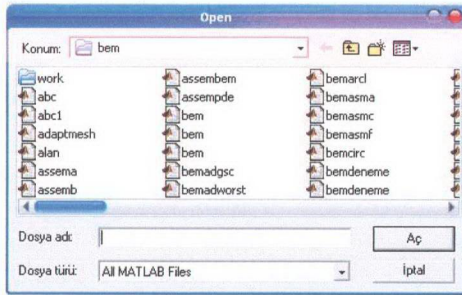 Open
Konum: bem
work
abc
abc1
adaptmesh
alan
assema
assemb
assembem
assempde
bem
bem
bem
bemadgsc
bemadworst
bemarcl
bemasma
bemasmc
bemasmf
bemcirc
bemdeneme
bemdeneme
Dosya adı:
Aç
Dosya türü: All MATLAB Files
İptal